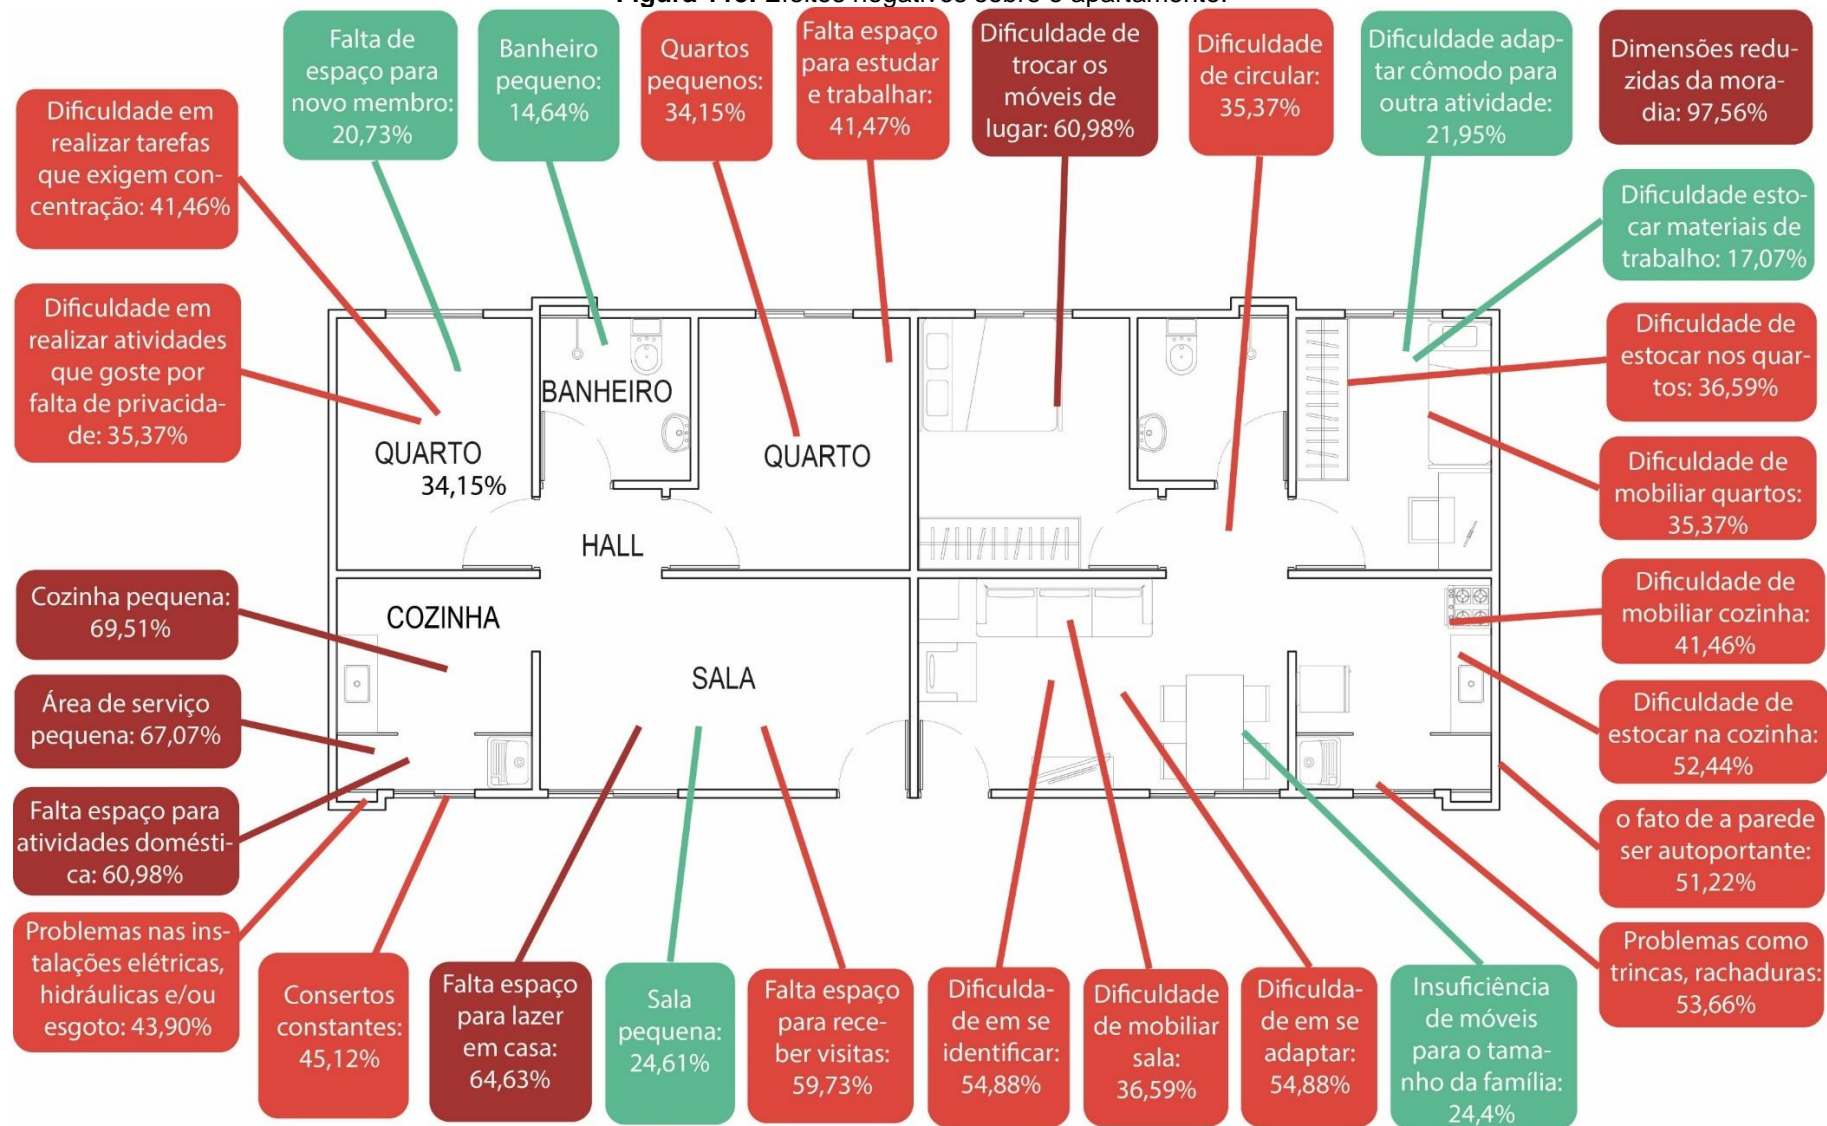 Figura 113: Efeitos negativos sobre o apartamento.
Falta de
espaço para
novo membro:
20,73%
Banheiro
pequeno:
14,64%
Quartos
pequenos:
34,15%
Falta espaço
para estudar
e trabalhar:
41,47%
Dificuldade de
trocar os
móveis de
lugar: 60,98%
Dificuldade
de circular:
35,37%
Dificuldade adap-
tar cômodo para
outra atividade:
21,95%
Dimensões redu-
zidas da mora-
dia: 97,56%
Dificuldade em
realizar tarefas
que exigem con-
centração: 41,46%
Dificuldade esto-
car materiais de
trabalho: 17,07%
Dificuldade em
realizar atividades
que goste por
falta de privacida-
de: 35,37%
Dificuldade de
estocar nos quar-
tos: 36,59%
Dificuldade de
mobiliar quartos:
35,37%
BANHEIRO
QUARTO
34,15%
QUARTO
HALL
COZINHA
SALA
Cozinha pequena:
69,51%
Área de serviço
pequena: 67,07%
Falta espaço para
atividades domésti-
ca: 60,98%
Dificuldade de
mobiliar cozinha:
41,46%
Dificuldade de
estocar na cozinha:
52,44%
o fato de a parede
ser autoportante:
51,22%
Problemas como
trincas, rachaduras:
53,66%
Problemas nas ins-
talações elétricas,
hidráulicas e/ou
esgoto: 43,90%
Consertos
constantes:
45,12%
Falta espaço
para lazer
em casa:
64,63%
Sala
pequena:
24,61%
Falta espaço
para rece-
ber visitas:
59,73%
Dificulda-
de em se
identificar:
54,88%
Dificuldade
de mobiliar
sala:
36,59%
Dificulda-
de em se
adaptar:
54,88%
Insuficiência
de móveis
para o tama-
nho da família:
24,4%